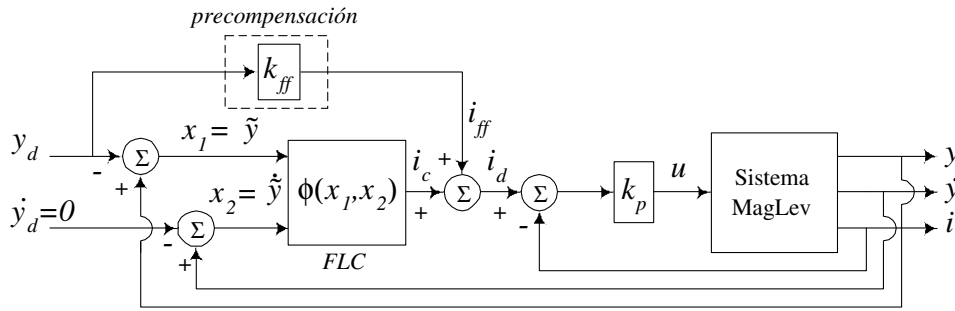 precompensación
k_ff
x_1 = ỹ
i_ff
y_d
Σ
-
+
x_2 = ỹ̇
ϕ(x_1,x_2)
i_c
+
+
Σ
i_d
+
Σ
-
k_p
u
Sistema
MagLev
y
ẏ
i
ẏ_d=0
Σ
-
+
FLC